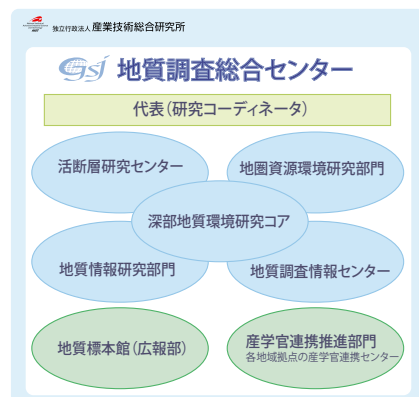 独立行政法人 産業技術総合研究所
GSJ 地質調査総合センター
代表（研究コーディネータ）
活断層研究センター
地圏資源環境研究部門
深部地質環境研究コア
地質情報研究部門
地質調査情報センター
地質標本館（広報部）
産学官連携推進部門
各地域拠点の産学官連携センター